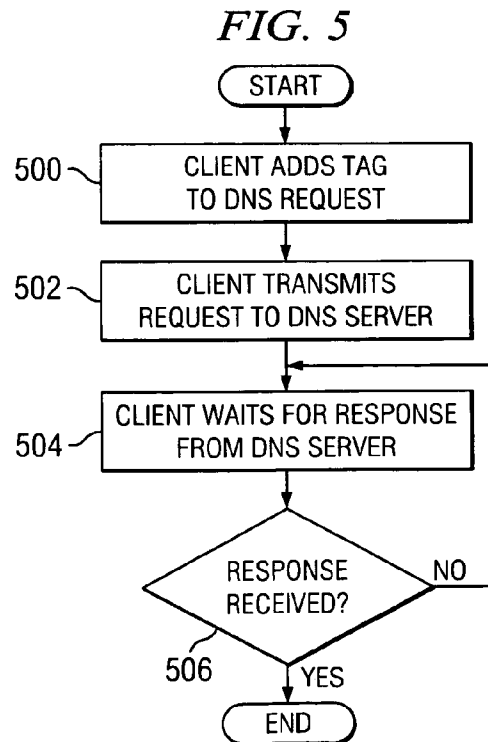 FIG. 5
START
500
CLIENT ADDS TAG
TO DNS REQUEST
502
CLIENT TRANSMITS
REQUEST TO DNS SERVER
504
CLIENT WAITS FOR RESPONSE
FROM DNS SERVER
RESPONSE
RECEIVED?
NO
506
YES
END